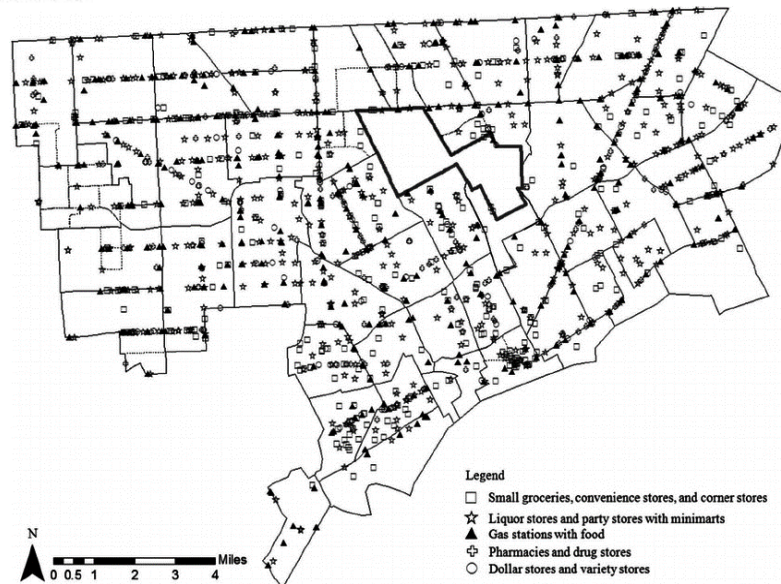 Legend
Small groceries, convenience stores, and corner stores
Liquor stores and party stores with minimarts
Gas stations with food
Pharmacies and drug stores
Dollar stores and variety stores
N
0 0.5 1 2 3 4 Miles